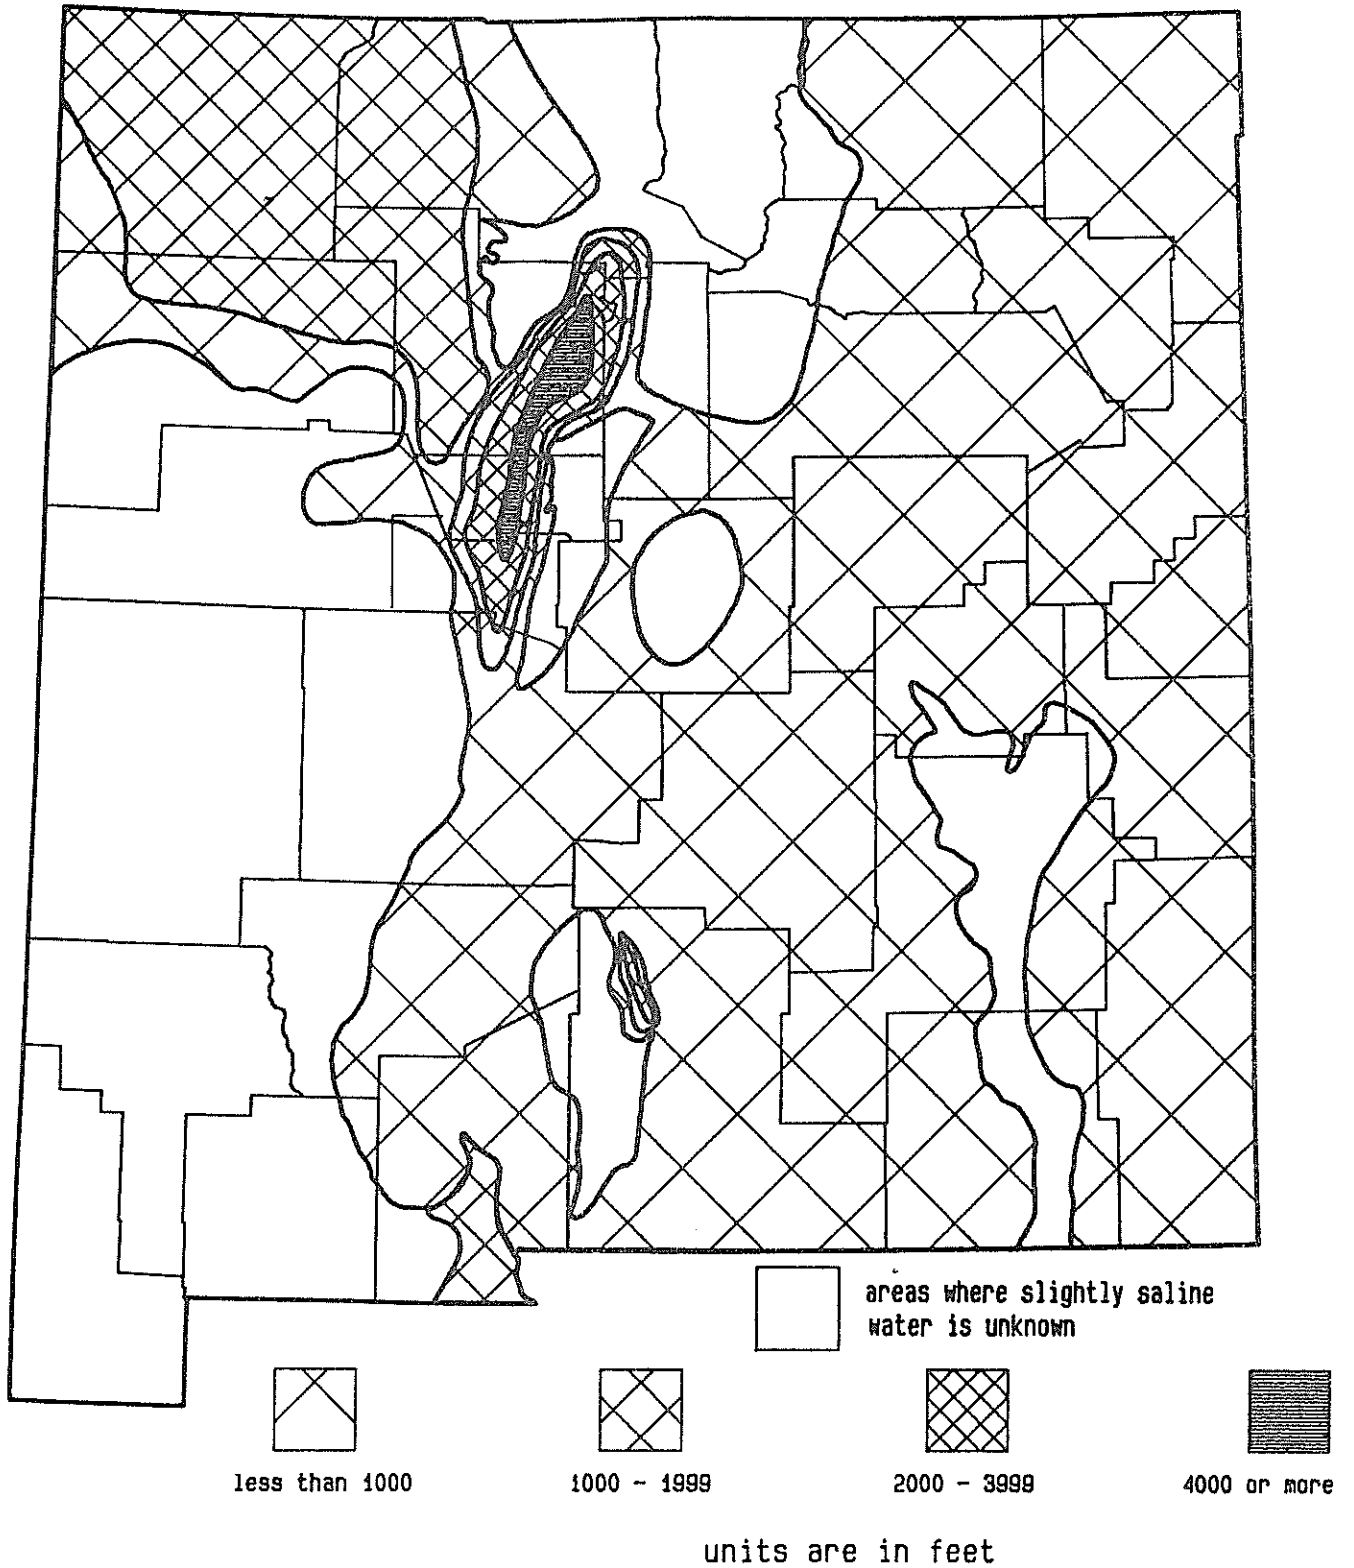 areas where slightly saline
water is unknown
less than 1000
1000 - 1999
2000 - 3999
4000 or more
units are in feet